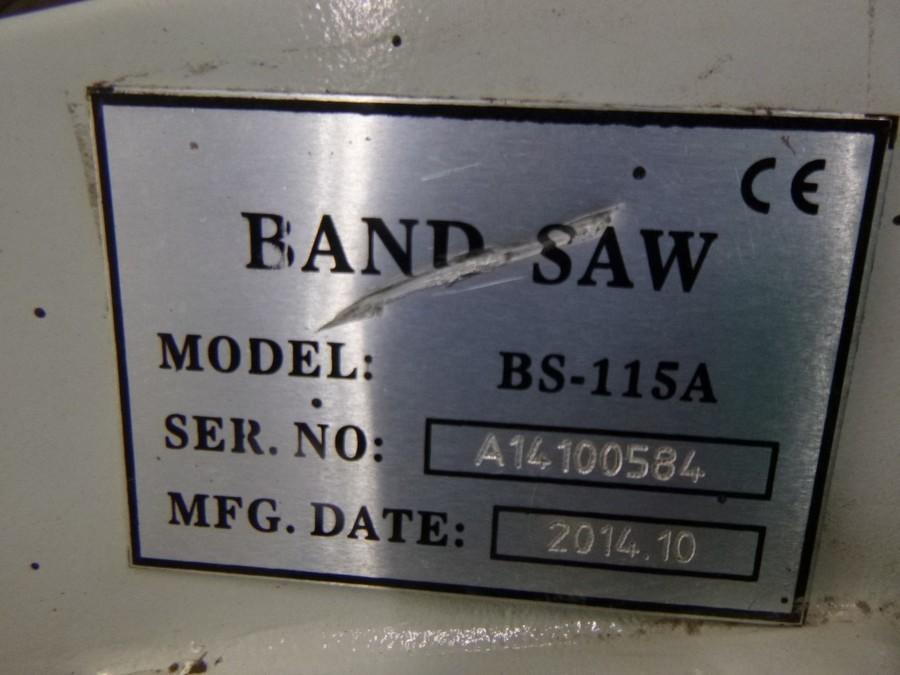 CE
BAND SAW
MODEL: BS-115A
SER. NO: A14100584
MFG. DATE: 2014.10